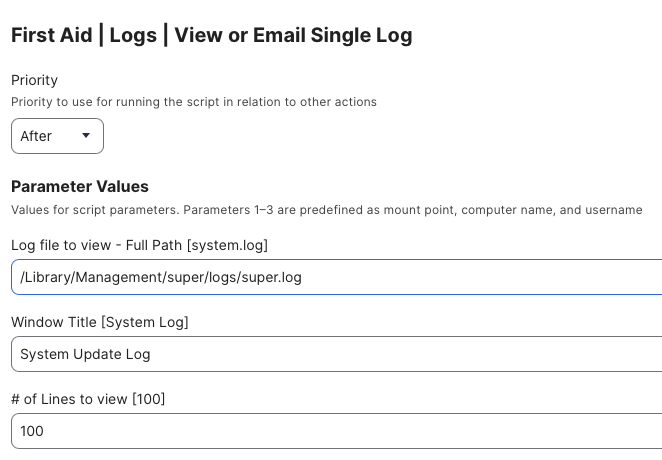 First Aid | Logs | View or Email Single Log
Priority
Priority to use for running the script in relation to other actions
After
Parameter Values
Values for script parameters. Parameters 1–3 are predefined as mount point, computer name, and username
Log file to view - Full Path [system.log]
/Library/Management/super/logs/super.log
Window Title [System Log]
System Update Log
# of Lines to view [100]
100